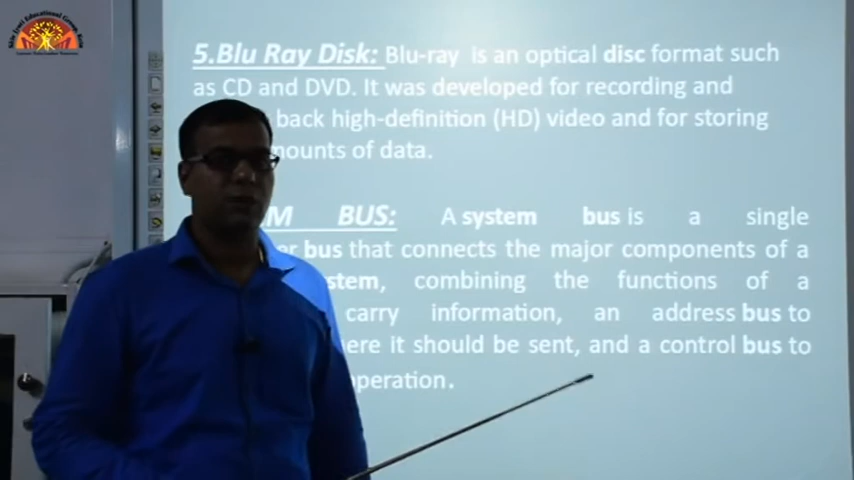 5.Blu Ray Disk: Blu-ray is an optical disc format such
as CD and DVD. It was developed for recording and
back high-definition (HD) video and for storing
mounts of data.
M BUS: A system bus is a single
er bus that connects the major components of a
stem, combining the functions of a
carry information, an address bus to
ere it should be sent, and a control bus to
operation.